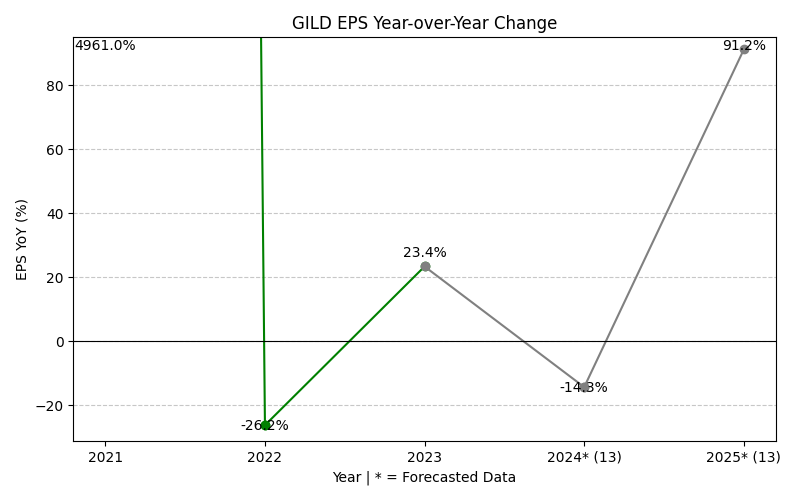 GILD EPS Year-over-Year Change
4961.0%
91.2%
80
60
40
23.4%
20
0
-14.3%
−20
-26.2%
EPS YoY (%)
2021 2022 2023 2024* (13) 2025* (13)
Year | * = Forecasted Data